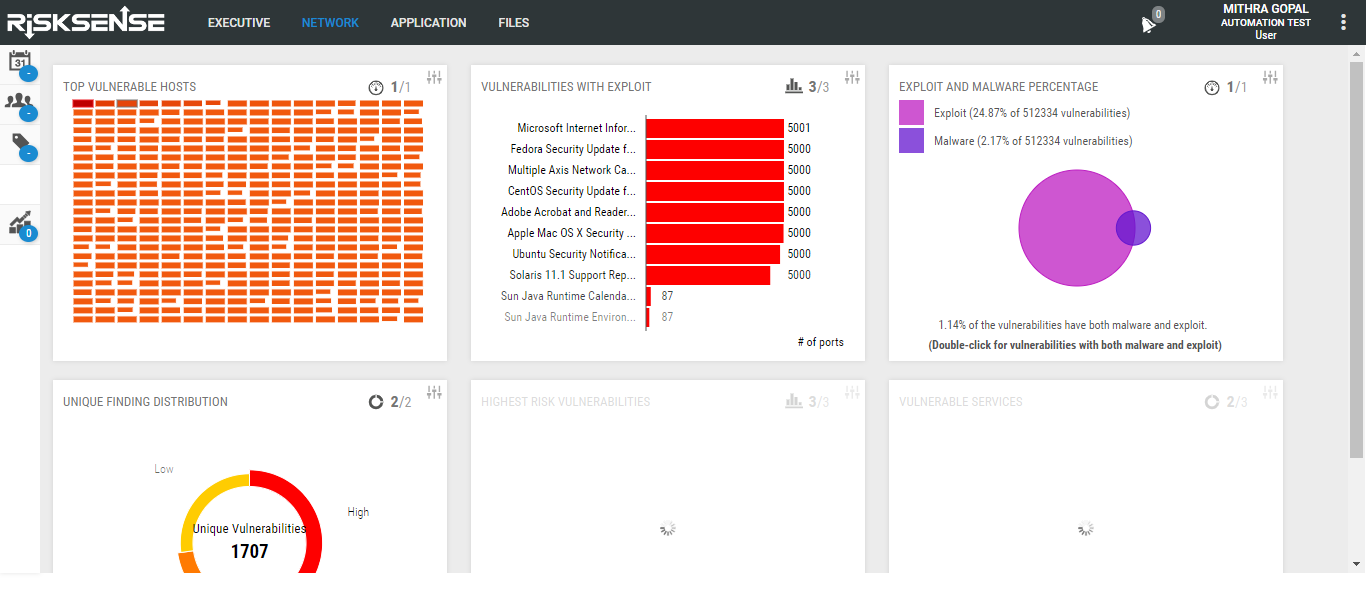 RiSKSENSE
EXECUTIVE
NETWORK
APPLICATION
FILES
0
MITHRA GOPAL
AUTOMATION TEST
User
31
-
-
-
0
TOP VULNERABLE HOSTS
1/1
VULNERABILITIES WITH EXPLOIT
3/3
Microsoft Internet Infor... 5001
Fedora Security Update f... 5000
Multiple Axis Network Ca... 5000
CentOS Security Update f... 5000
Adobe Acrobat and Reader... 5000
Apple Mac OS X Security ... 5000
Ubuntu Security Notifica... 5000
Solaris 11.1 Support Rep... 5000
Sun Java Runtime Calenda... 87
Sun Java Runtime Environ... 87
# of ports
EXPLOIT AND MALWARE PERCENTAGE
1/1
Exploit (24.87% of 512334 vulnerabilities)
Malware (2.17% of 512334 vulnerabilities)
1.14% of the vulnerabilities have both malware and exploit.
(Double-click for vulnerabilities with both malware and exploit)
UNIQUE FINDING DISTRIBUTION
2/2
Low
High
Unique Vulnerabilities
1707
HIGHEST RISK VULNERABILITIES
3/3
VULNERABLE SERVICES
2/3